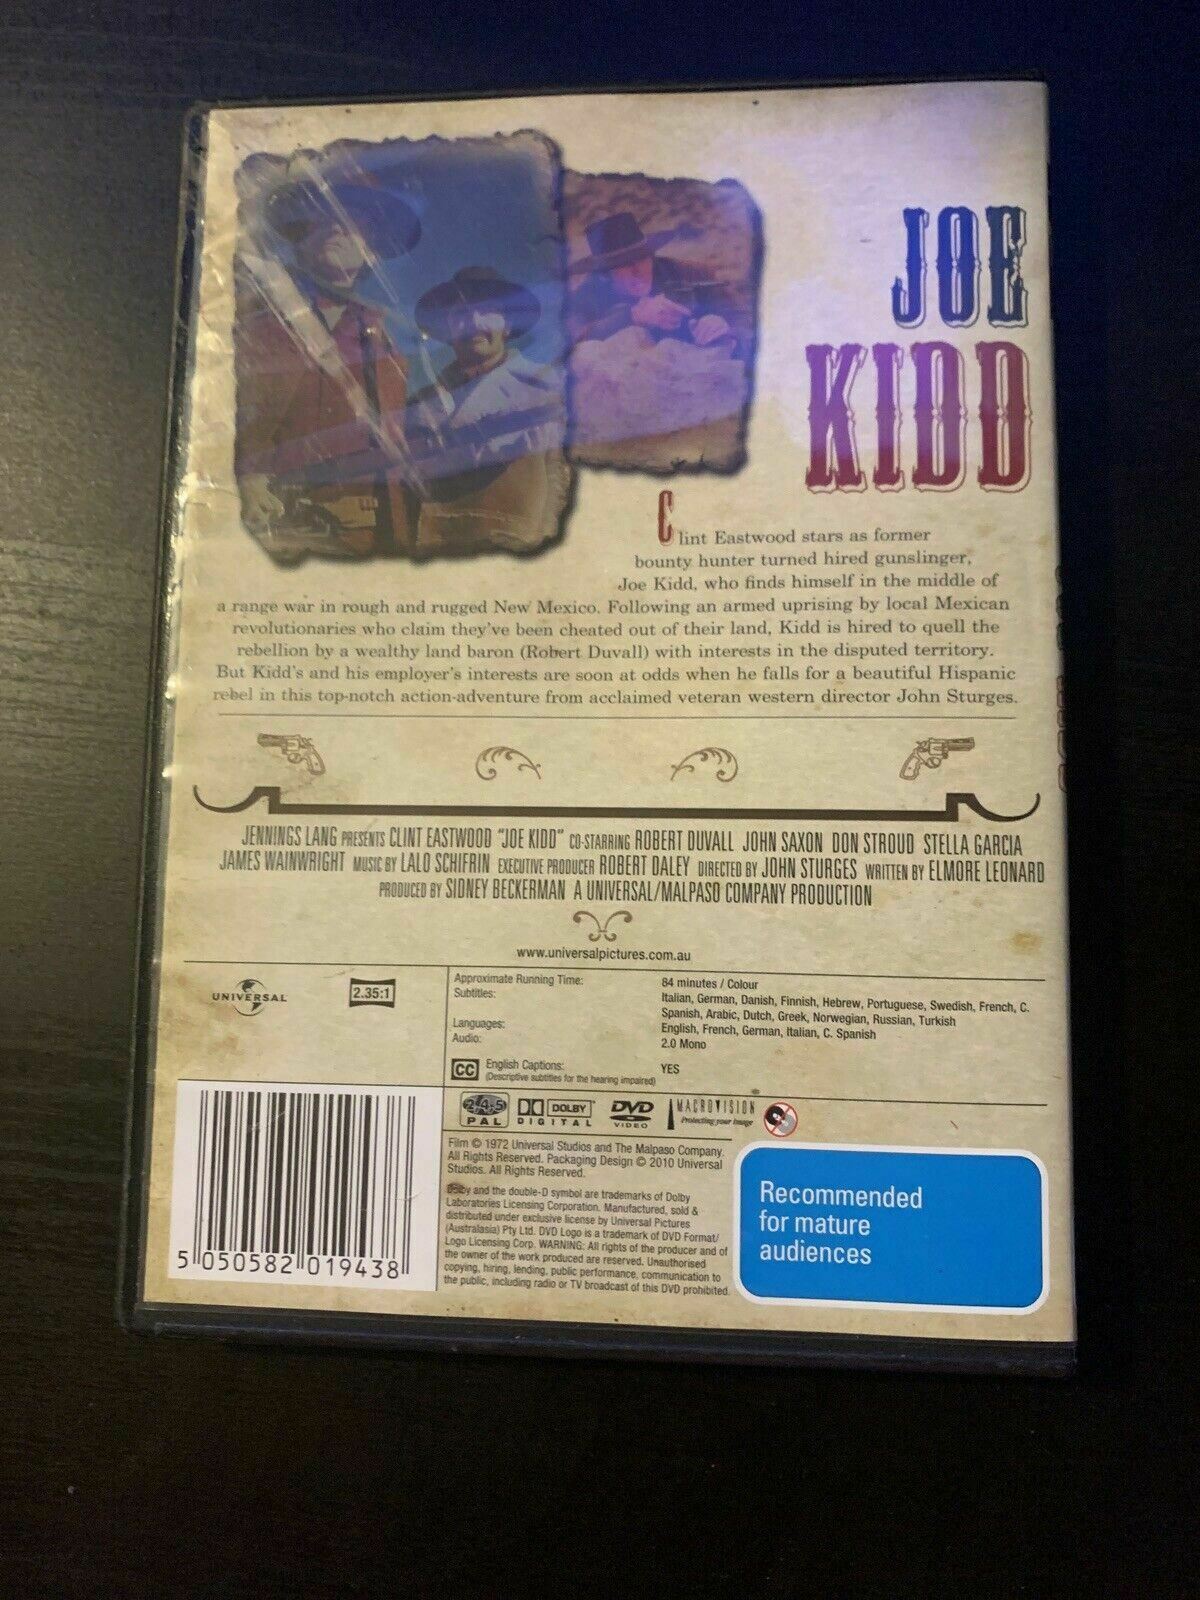 JOE
KIDD
Clint Eastwood stars as former
bounty hunter turned hired gunslinger,
Joe Kidd, who finds himself in the middle of
a range war in rough and rugged New Mexico. Following an armed uprising by local Mexican
revolutionaries who claim they've been cheated out of their land, Kidd is hired to quell the
rebellion by a wealthy land baron (Robert Duvall) with interests in the disputed territory.
But Kidd's and his employer's interests are soon at odds when he falls for a beautiful Hispanic
rebel in this top-notch action-adventure from acclaimed veteran western director John Sturges.
JENNINGS LANG PRESENTS CLINT EASTWOOD "JOE KIDD" CO-STARRING ROBERT DUVALL JOHN SAXON DON STROUD STELLA GARCIA
JAMES WAINWRIGHT MUSIC BY LALO SCHIFRIN EXECUTIVE PRODUCER ROBERT DALEY DIRECTED BY JOHN STURGES WRITTEN BY ELMORE LEONARD
PRODUCED BY SIDNEY BECKERMAN A UNIVERSAL/MALPASO COMPANY PRODUCTION
www.universalpictures.com.au
UNIVERSAL
2.35:1
Approximate Running Time: 84 minutes / Colour
Subtitles: Italian, German, Danish, Finnish, Hebrew, Portuguese, Swedish, French, C.
Spanish, Arabic, Dutch, Greek, Norwegian, Russian, Turkish
Languages: English, French, German, Italian, C. Spanish
Audio: 2.0 Mono
CC English Captions: YES
(Descriptive subtitles for the hearing impaired)
2·4·5 PAL DOLBY DIGITAL DVD VIDEO MACROVISION Protecting your Image
Film © 1972 Universal Studios and The Malpaso Company.
All Rights Reserved. Packaging Design © 2010 Universal
Studios. All Rights Reserved.
Dolby and the double-D symbol are trademarks of Dolby
Laboratories Licensing Corporation. Manufactured, sold &
distributed under exclusive license by Universal Pictures
(Australasia) Pty Ltd. DVD Logo is a trademark of DVD Format/
Logo Licensing Corp. WARNING: All rights of the producer and of
the owner of the work produced are reserved. Unauthorised
copying, hiring, lending, public performance, communication to
the public, including radio or TV broadcast of this DVD prohibited.
5 050582 019438
Recommended
for mature
audiences